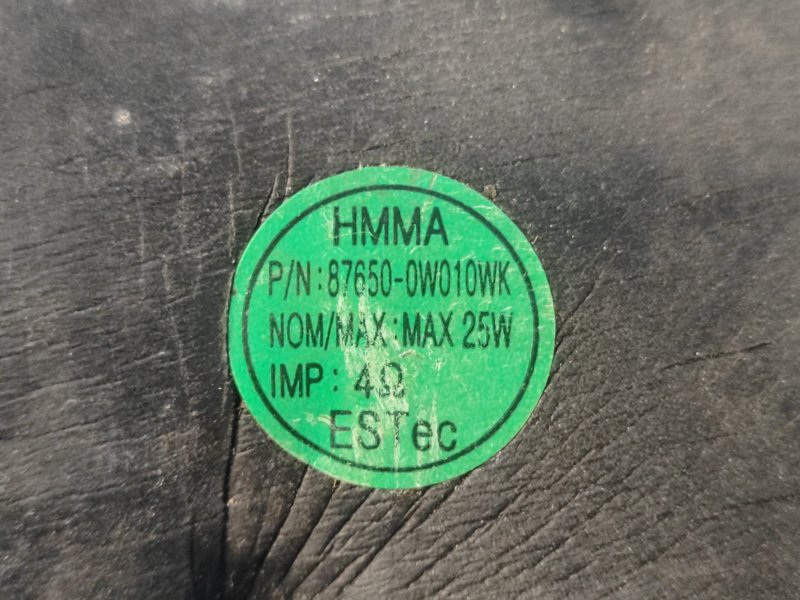 HMMA
P/N:87650-0W010WK
NOM/MAX:MAX 25W
IMP: 4Ω
ESTec